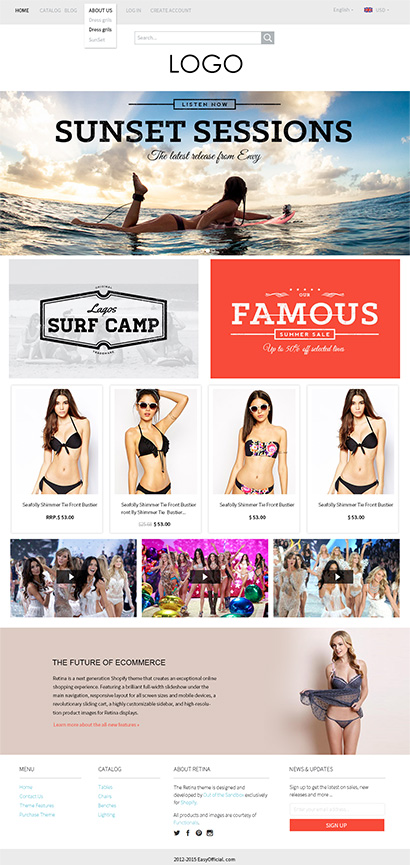 HOME
CATALOG
BLOG
ABOUT US
LOG IN
CREATE ACCOUNT
English
USD
Dress grils
Dress grils
SunSet
Search...
LOGO
LISTEN NOW
SUNSET SESSIONS
The latest release from Envy
ORIGINAL
Lagos
SURF CAMP
TRADEMARK
OUR
FAMOUS
SUMMER SALE
Up to 50% off selected lines
Seafolly Shimmer Tie Front Bustier
RRP.$ 53.00
Seafolly Shimmer Tie Front Bustier
ront By Shimmer Tie Bustier...
$25.00 $ 53.00
Seafolly Shimmer Tie Front Bustier
$ 53.00
Seafolly Shimmer Tie Front Bustier
$ 53.00
THE FUTURE OF ECOMMERCE
Retina is a next generation Shopify theme that creates an exceptional online
shopping experience. Featuring a brilliant full-width slideshow under the
main navigation, responsive layout for all screen sizes and mobile devices, a
revolutionary sliding cart, a highly customizable sidebar, and high-resolu-
tion product images for Retina displays.
Learn more about the all new features »
MENU
Home
Contact Us
Theme Features
Purchase Theme
CATALOG
Tables
Chairs
Benches
Lighting
ABOUT RETINA
The Retina theme is designed and
developed by Out of the Sandbox exclusively
for Shopify.
All products and images are courtesy of
Functionality.
NEWS & UPDATES
Sign up to get the latest on sales, new
releases and more ...
SIGN UP
2012-2015 EasyOfficial. com